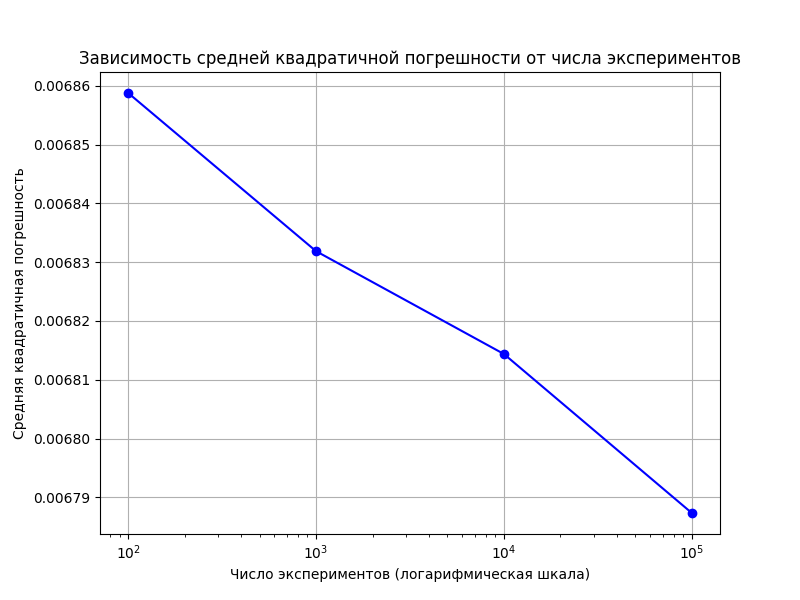 Зависимость средней квадратичной погрешности от числа экспериментов
0.00686
0.00685
0.00684
0.00683
0.00682
0.00681
0.00680
0.00679
Средняя квадратичная погрешность
10² 10³ 10⁴ 10⁵
Число экспериментов (логарифмическая шкала)